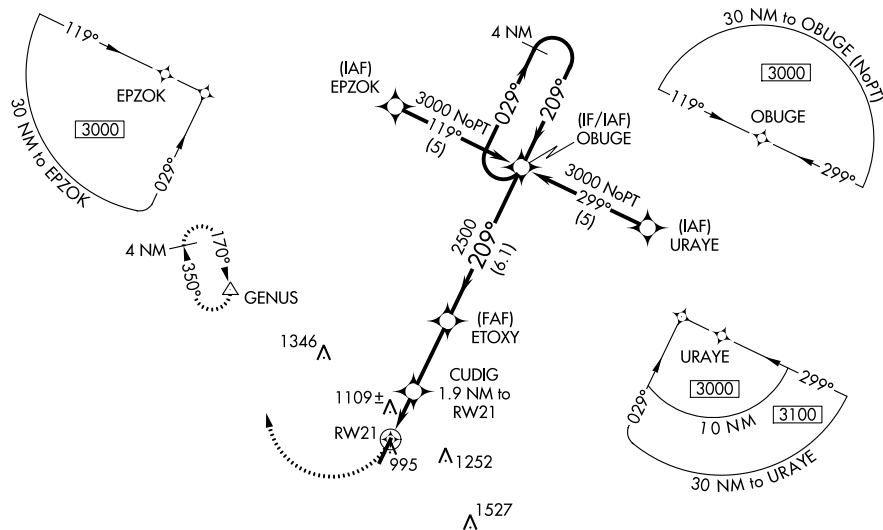 119°
EPZOK
3000
30 NM to EPZOK
029°
4 NM
170°
350°
GENUS
(IAF)
EPZOK
3000 NoPT
119°
(5)
4 NM
029°
209°
(IF/IAF)
OBUGE
3000 NoPT
299°
(5)
(IAF)
URAYE
2500
209°
(6.1)
(FAF)
ETOXY
CUDIG
1.9 NM to
RW21
1346
1109 ±
RW21
995
1252
1527
30 NM to OBUGE (NoPT)
3000
119°
OBUGE
299°
URAYE
3000
299°
3100
029°
10 NM
30 NM to URAYE